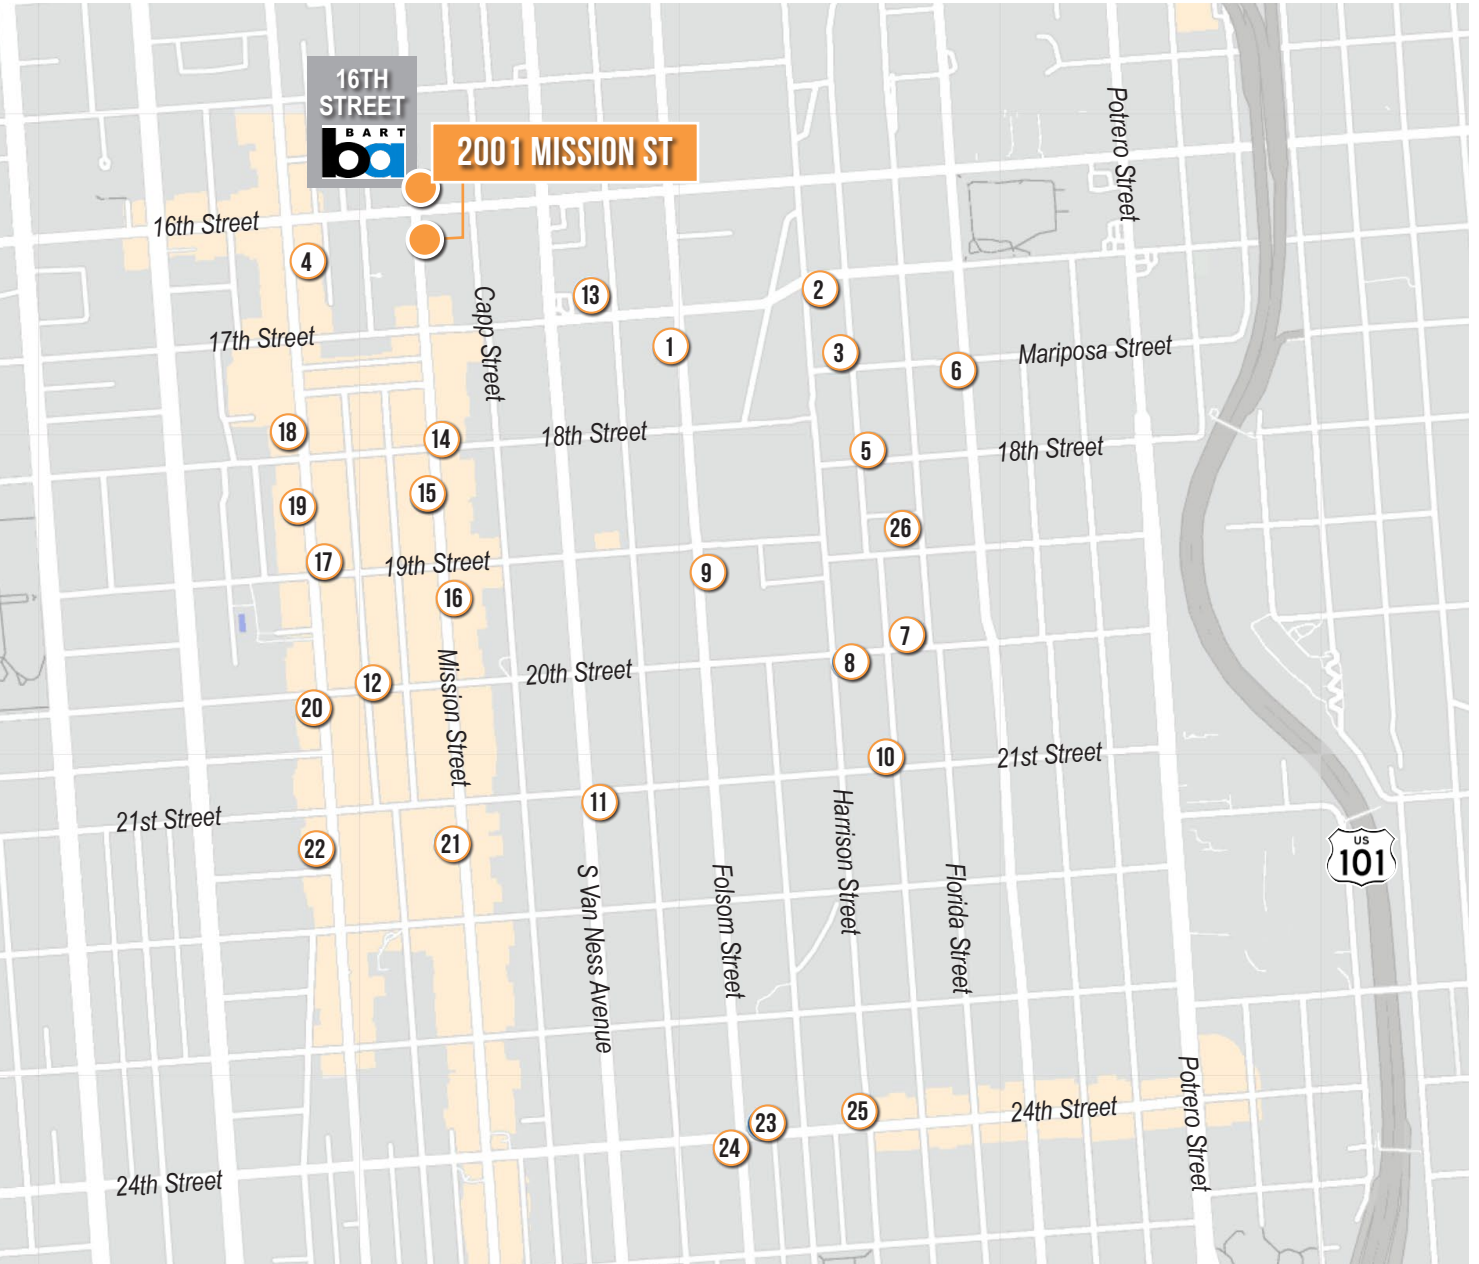 16TH
STREET
BART
ba
2001 MISSION ST
Potrero Street
16th Street
4
Capp Street
13
2
17th Street
1
3
6
Mariposa Street
18
14
18th Street
5
18th Street
19
15
26
17
19th Street
9
16
7
8
Mission Street
20th Street
12
20
10
21st Street
11
21st Street
22
21
Harrison Street
US
101
S Van Ness Avenue
Folsom Street
Florida Street
25
24th Street
23
24
Potrero Street
24th Street